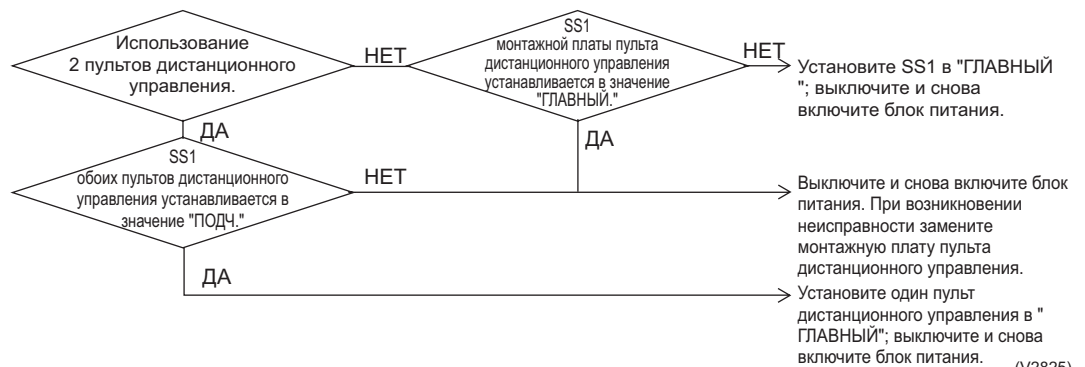 Использование
2 пультов дистанционного
управления.
НЕТ
SS1
монтажной платы пульта
дистанционного управления
устанавливается в значение
"ГЛАВНЫЙ."
НЕТ
Установите SS1 в "ГЛАВНЫЙ
"; выключите и снова
включите блок питания.
ДА
ДА
SS1
обоих пультов дистанционного
управления устанавливается в
значение "ПОДЧ."
НЕТ
Выключите и снова включите блок
питания. При возникновении
неисправности замените
монтажную плату пульта
дистанционного управления.
ДА
Установите один пульт
дистанционного управления в "
ГЛАВНЫЙ"; выключите и снова
включите блок питания.
(V2825)